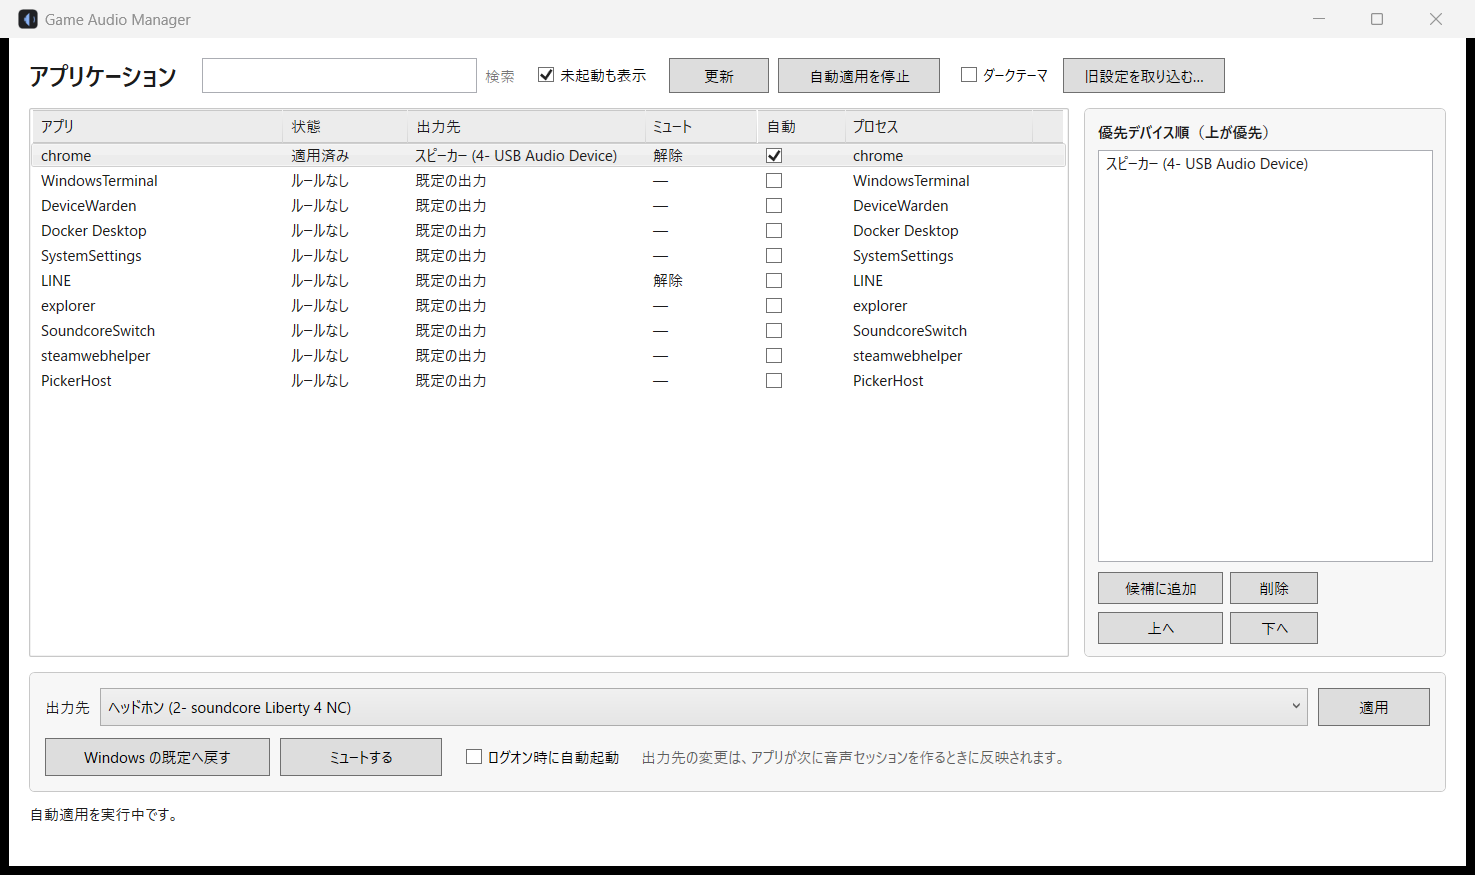 Game Audio Manager
アプリケーション 検索 未起動も表示 更新 自動適用を停止 ダークテーマ 旧設定を取り込む...
アプリ 状態 出力先 ミュート 自動 プロセス
chrome 適用済み スピーカー (4- USB Audio Device) 解除 chrome
WindowsTerminal ルールなし 既定の出力 — WindowsTerminal
DeviceWarden ルールなし 既定の出力 — DeviceWarden
Docker Desktop ルールなし 既定の出力 — Docker Desktop
SystemSettings ルールなし 既定の出力 — SystemSettings
LINE ルールなし 既定の出力 解除 LINE
explorer ルールなし 既定の出力 — explorer
SoundcoreSwitch ルールなし 既定の出力 — SoundcoreSwitch
steamwebhelper ルールなし 既定の出力 — steamwebhelper
PickerHost ルールなし 既定の出力 — PickerHost
優先デバイス順（上が優先）
スピーカー (4- USB Audio Device)
候補に追加 削除
上へ 下へ
出力先 ヘッドホン (2- soundcore Liberty 4 NC) 適用
Windows の既定へ戻す ミュートする ログオン時に自動起動 出力先の変更は、アプリが次に音声セッションを作るときに反映されます。
自動適用を実行中です。